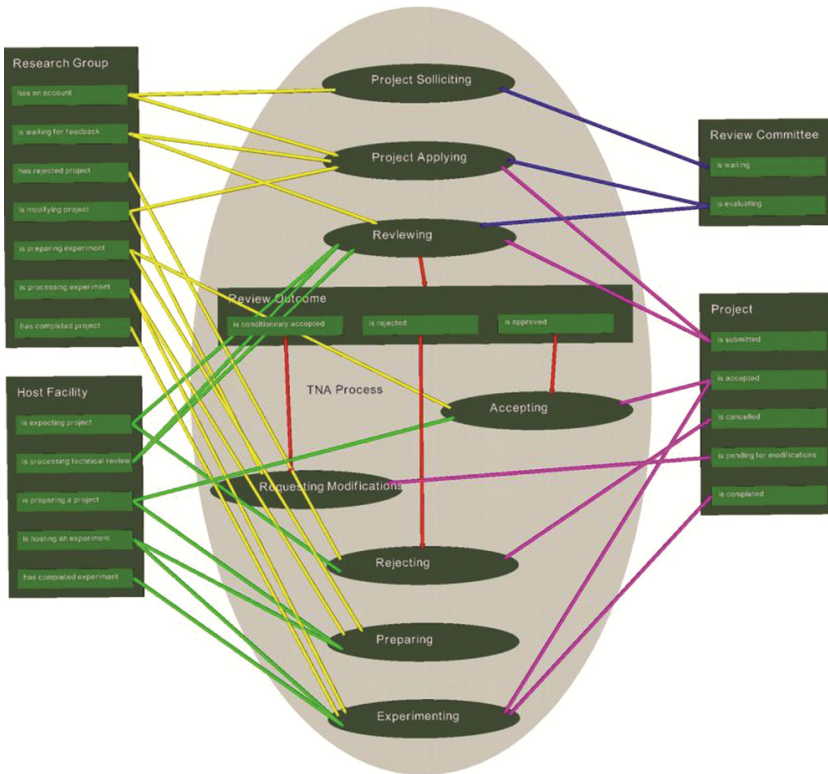 Research Group
has an account
is waiting for feedback
has rejected project
is modifying project
is preparing experiment
is processing experiment
has completed project
Host Facility
is expecting project
is processing technical review
is preparing a project
is hosting an experiment
has completed experiment
Project Solliciting
Project Applying
Reviewing
Review Outcome
is conditionnaly accepted
is rejected
is approved
TNA Process
Accepting
Requesting Modifications
Rejecting
Preparing
Experimenting
Review Committee
is waiting
is evaluating
Project
is submitted
is accepted
is cancelled
is pending for modifications
is completed